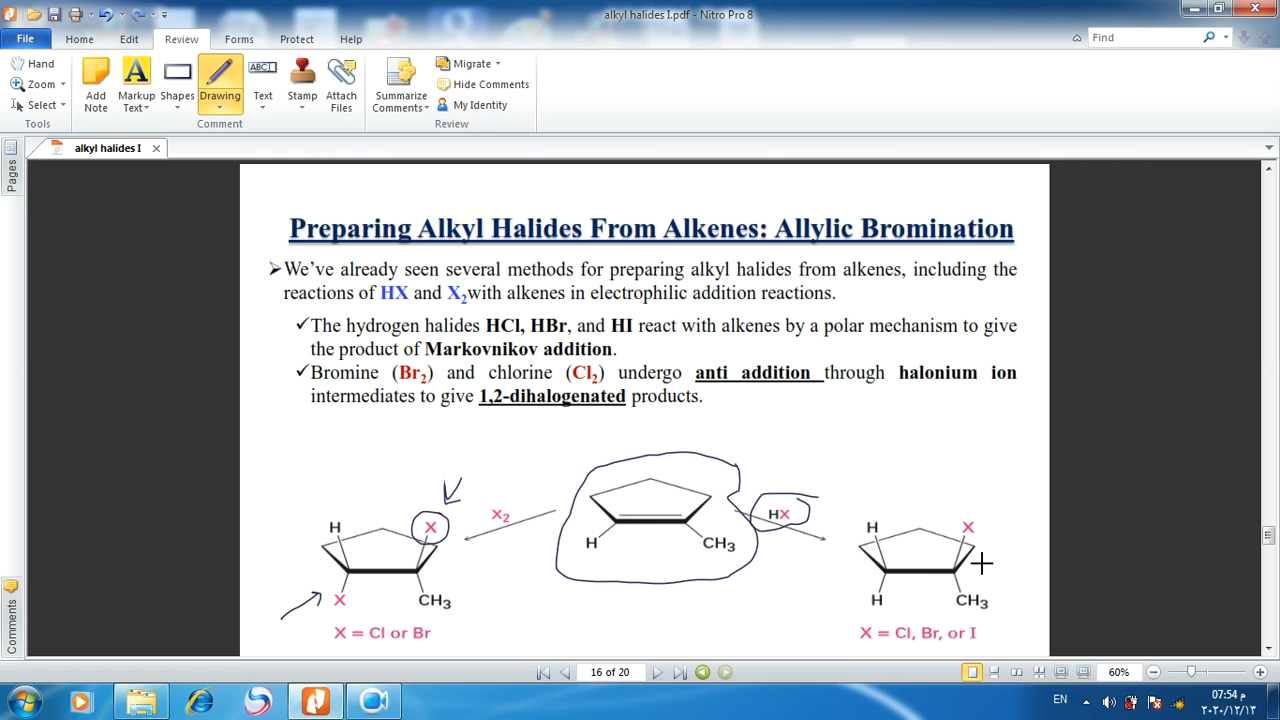 alkyl halides I.pdf - Nitro Pro 8
File Home Edit Review Forms Protect Help Find
Hand
Zoom
Select
Tools
Add Note
Markup Text
Shapes
Drawing
Text
Stamp
Attach Files
Comment
Summarize Comments
Migrate
Hide Comments
My Identity
Review
alkyl halides I
Pages
Comments
Preparing Alkyl Halides From Alkenes: Allylic Bromination
➢We’ve already seen several methods for preparing alkyl halides from alkenes, including the
reactions of HX and X₂with alkenes in electrophilic addition reactions.
✓The hydrogen halides HCl, HBr, and HI react with alkenes by a polar mechanism to give
the product of Markovnikov addition.
✓Bromine (Br₂) and chlorine (Cl₂) undergo anti addition through halonium ion
intermediates to give 1,2-dihalogenated products.
H X
X CH₃
X = Cl or Br
X₂
H CH₃
HX
H X
H CH₃
X = Cl, Br, or I
16 of 20
60%
EN
07:54 م
٢٠٢٠/١٢/١٣